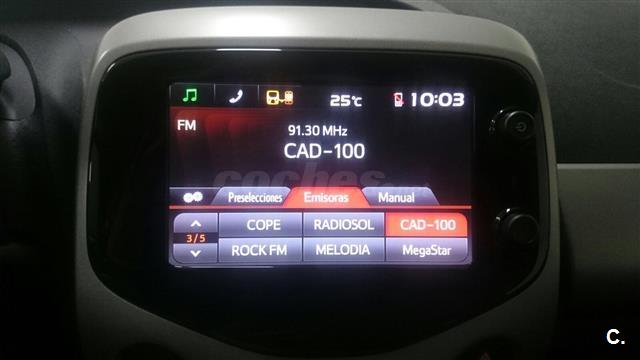 25°C
10:03
FM
91.30 MHz
CAD-100
coches
Preselecciones Emisoras Manual
3/5
COPE RADIOSOL CAD-100
ROCK FM MELODIA MegaStar
C.